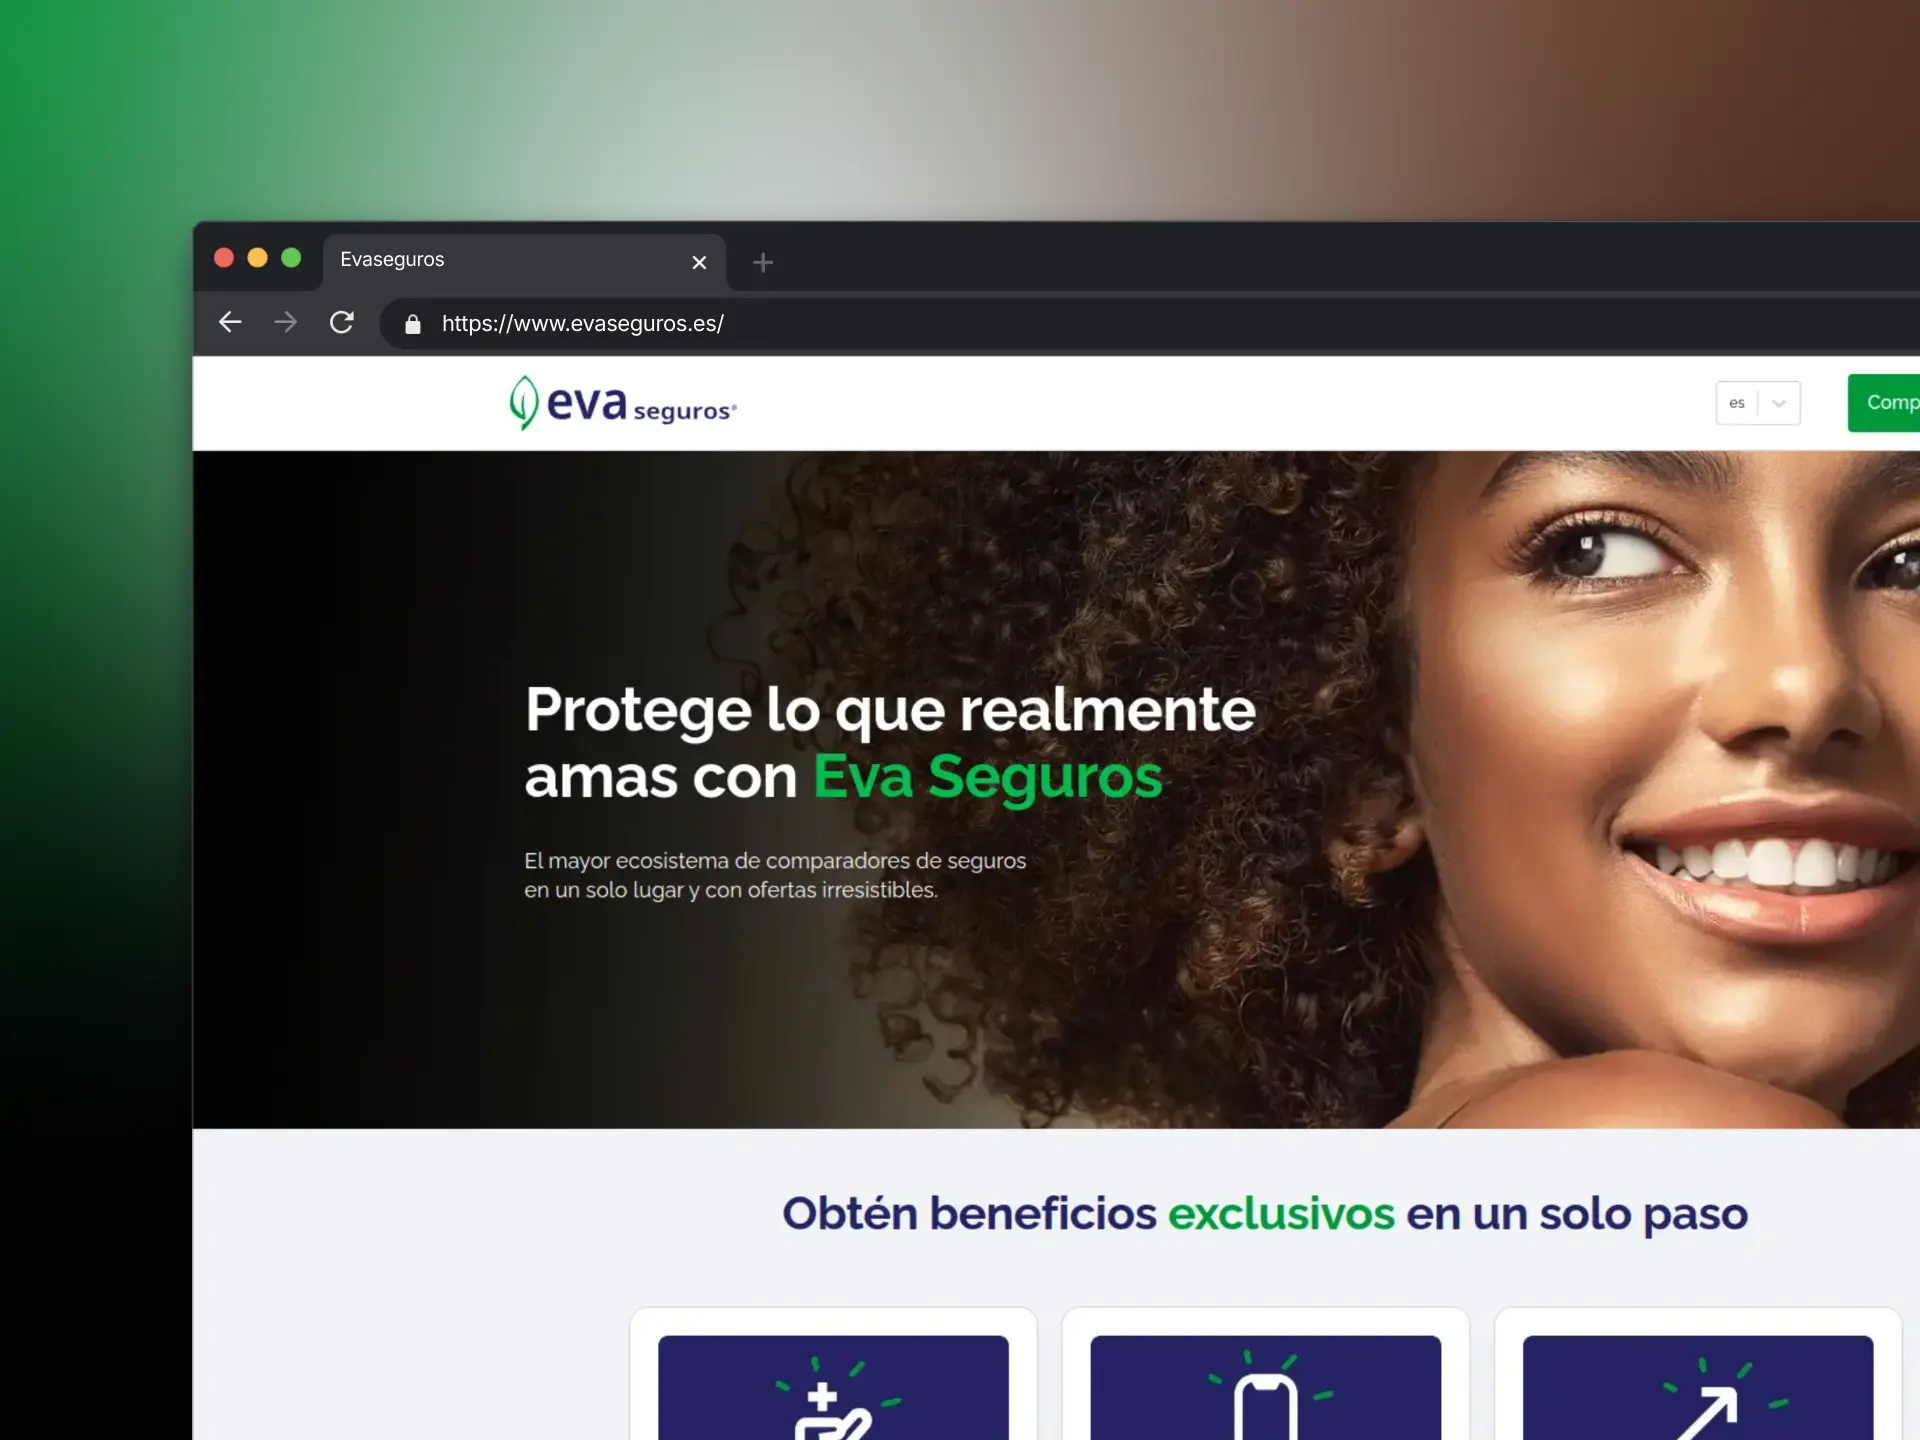 Evaseguros
https://www.evaseguros.es/
eva seguros®
es
Comp
Protege lo que realmente
amas con Eva Seguros
El mayor ecosistema de comparadores de seguros
en un solo lugar y con ofertas irresistibles.
Obtén beneficios exclusivos en un solo paso